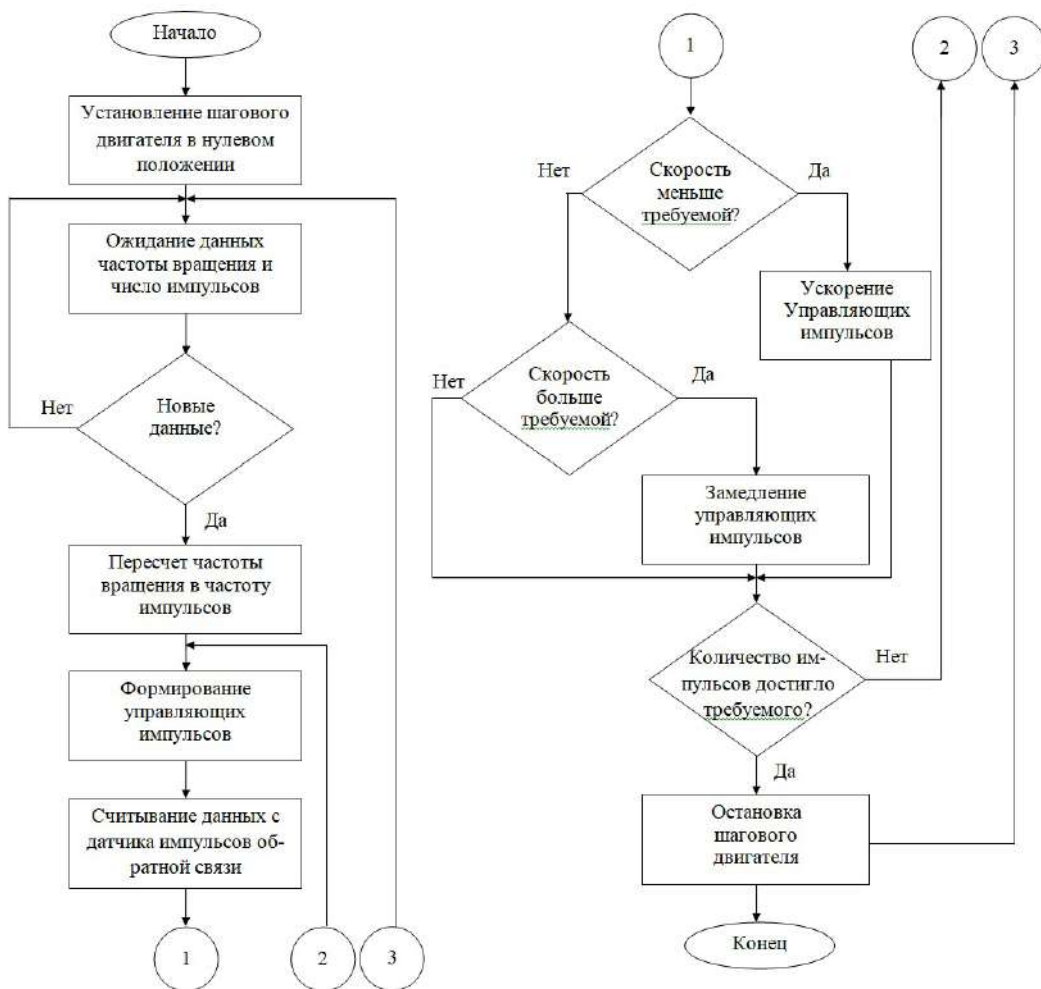 Начало
Установление шагового
двигателя в нулевом
положении
Ожидание данных
частоты вращения и
число импульсов
Нет
Новые
данные?
Да
Пересчет частоты
вращения в частоту
импульсов
Формирование
управляющих
импульсов
Считывание данных с
датчика импульсов об-
ратной связи
1
2
3
1
2
3
Нет
Скорость
меньше
требуемой?
Да
Ускорение
Управляющих
импульсов
Нет
Скорость
больше
требуемой?
Да
Замедление
управляющих
импульсов
Количество им-
пульсов достигло
требуемого?
Нет
Да
Остановка
шагового
двигателя
Конец